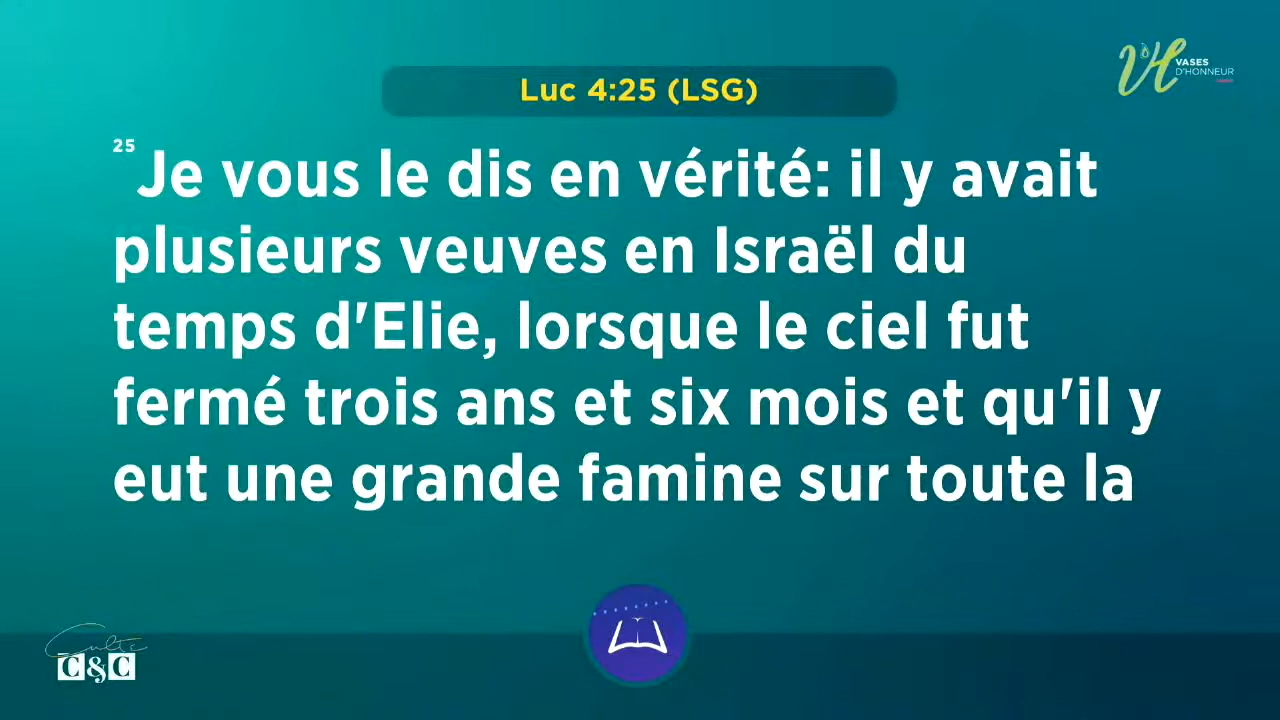 VASES
D'HONNEUR
Luc 4:25 (LSG)
25 Je vous le dis en vérité: il y avait
plusieurs veuves en Israël du
temps d'Elie, lorsque le ciel fut
fermé trois ans et six mois et qu'il y
eut une grande famine sur toute la
Culte
C&C